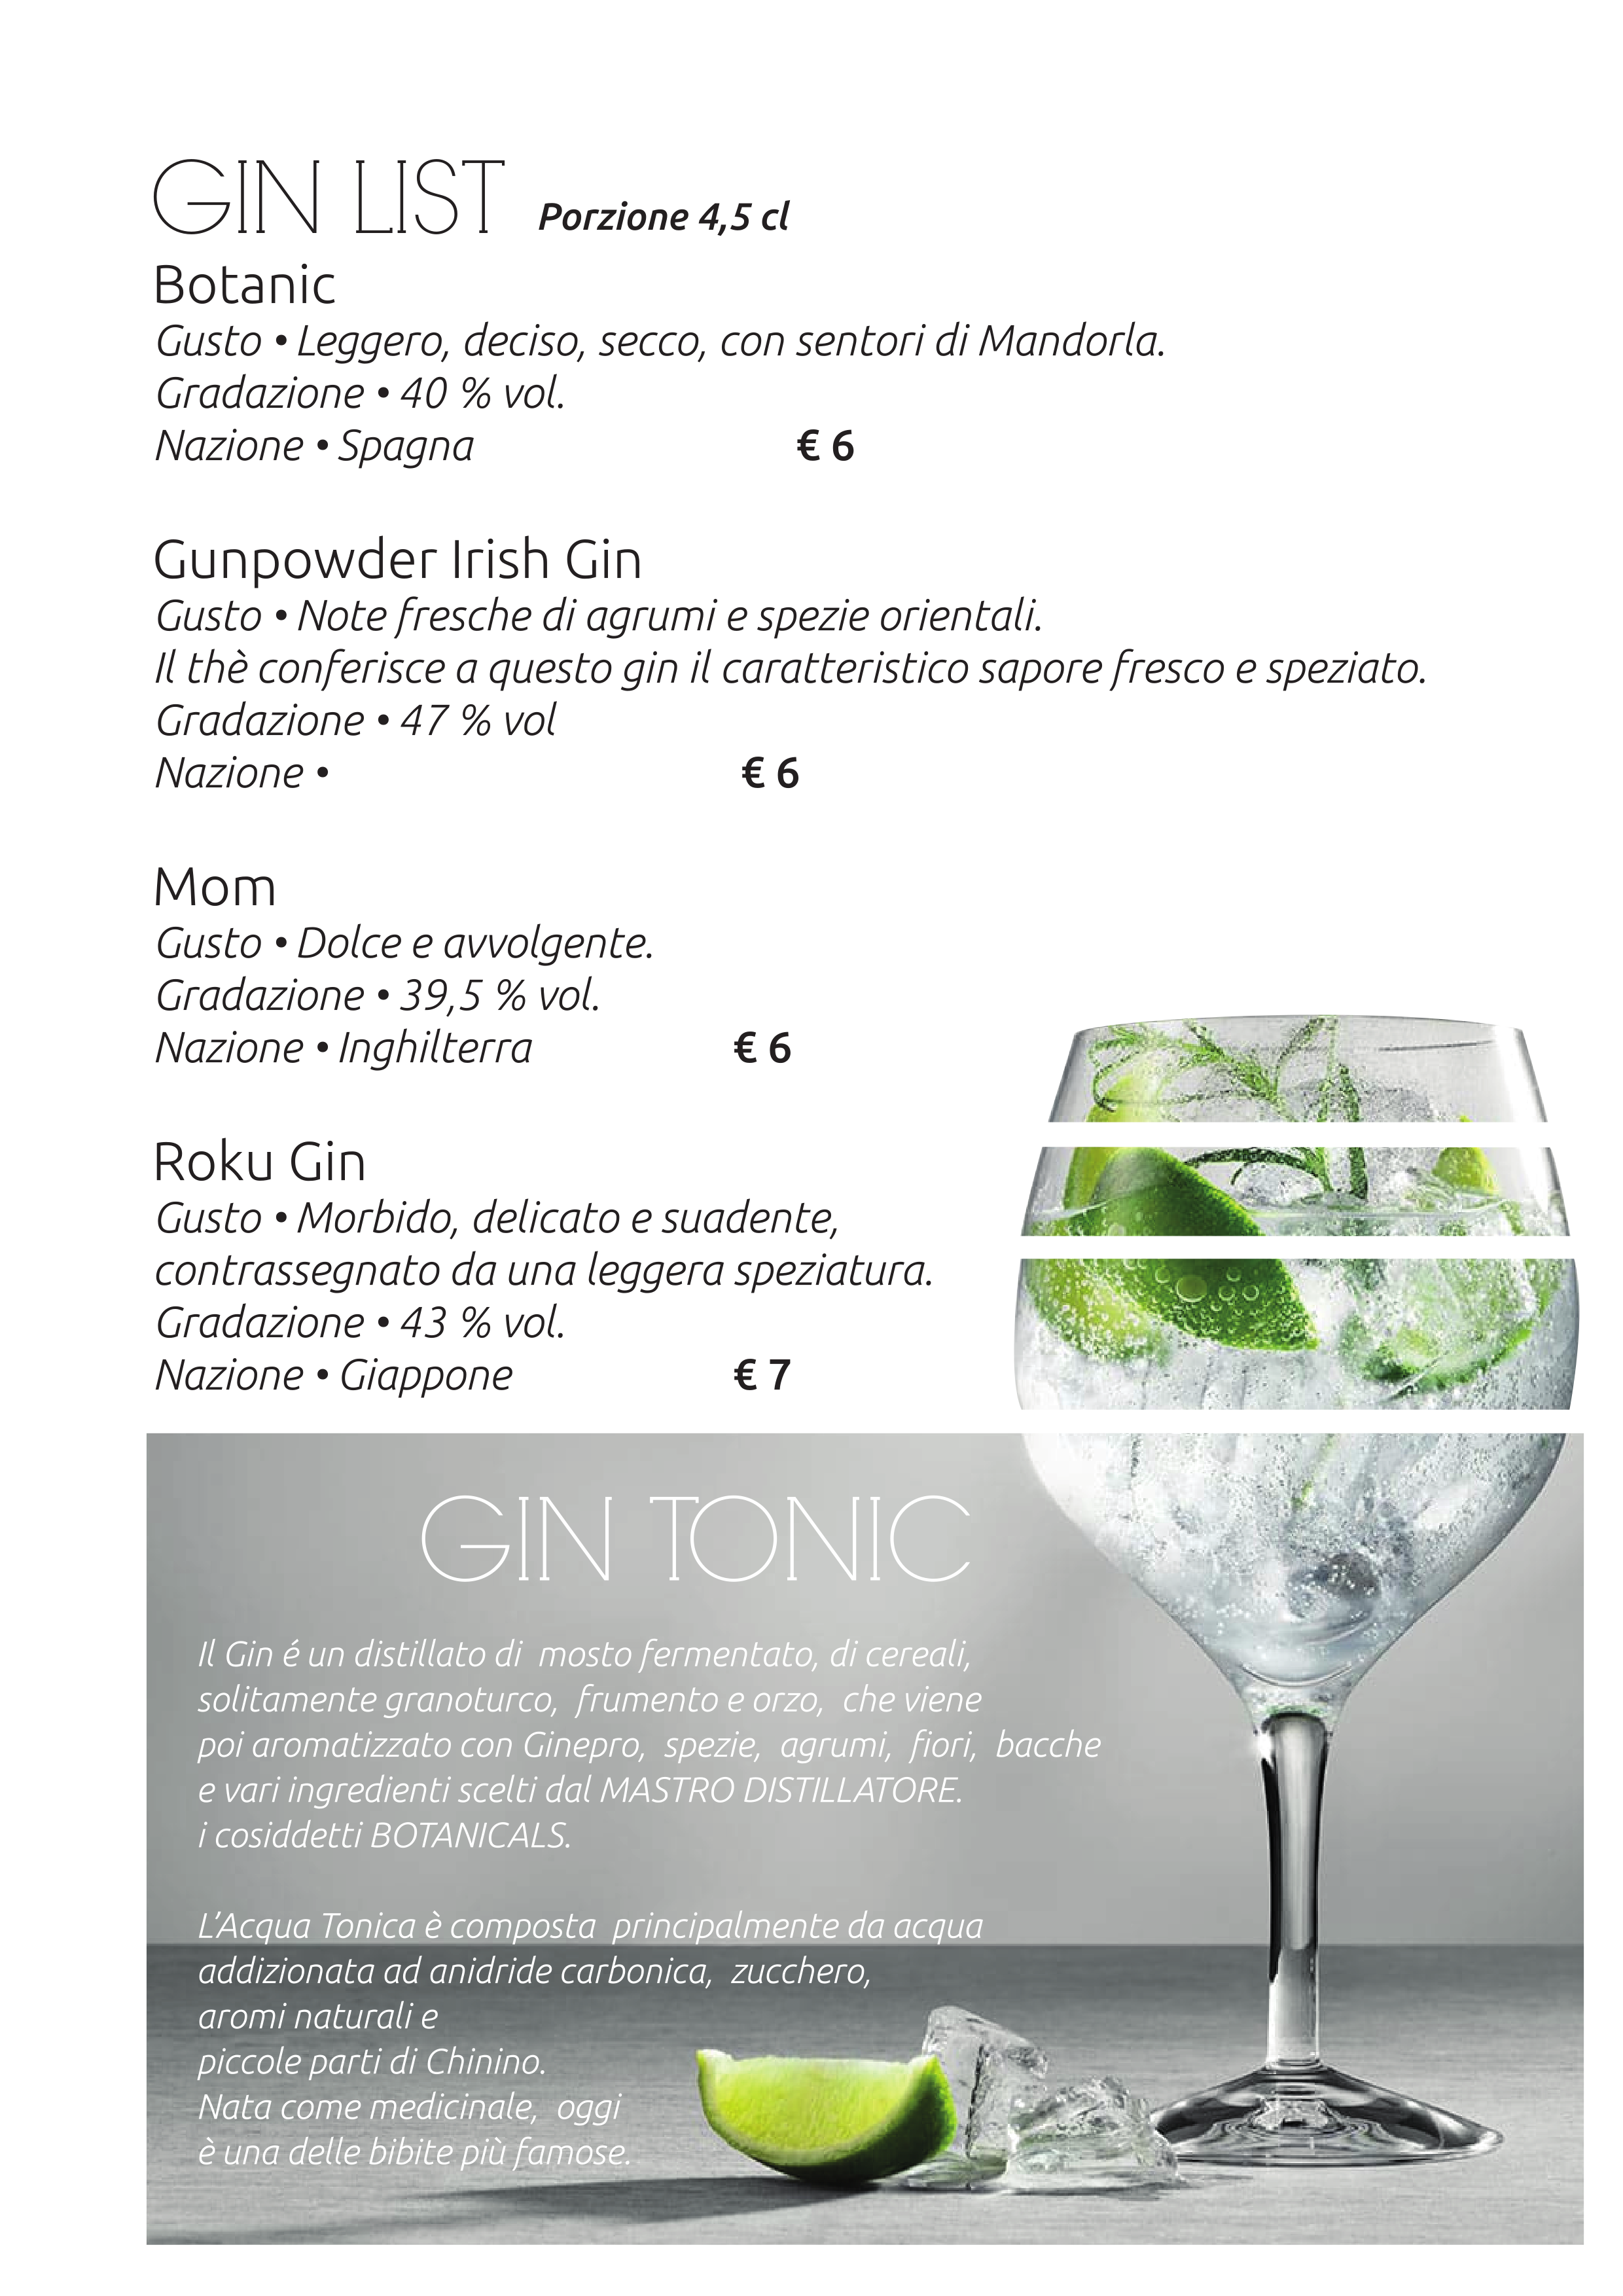 GIN LIST Porzione 4,5 cl
Botanic
Gusto • Leggero, deciso, secco, con sentori di Mandorla.
Gradazione • 40 % vol.
Nazione • Spagna € 6
Gunpowder Irish Gin
Gusto • Note fresche di agrumi e spezie orientali.
Il thè conferisce a questo gin il caratteristico sapore fresco e speziato.
Gradazione • 47 % vol
Nazione • € 6
Mom
Gusto • Dolce e avvolgente.
Gradazione • 39,5 % vol.
Nazione • Inghilterra € 6
Roku Gin
Gusto • Morbido, delicato e suadente,
contrassegnato da una leggera speziatura.
Gradazione • 43 % vol.
Nazione • Giappone € 7
GIN TONIC
Il Gin é un distillato di mosto fermentato, di cereali,
solitamente granoturco, frumento e orzo, che viene
poi aromatizzato con Ginepro, spezie, agrumi, fiori, bacche
e vari ingredienti scelti dal MASTRO DISTILLATORE.
i cosiddetti BOTANICALS.
L’Acqua Tonica è composta principalmente da acqua
addizionata ad anidride carbonica, zucchero,
aromi naturali e
piccole parti di Chinino.
Nata come medicinale, oggi
è una delle bibite più famose.